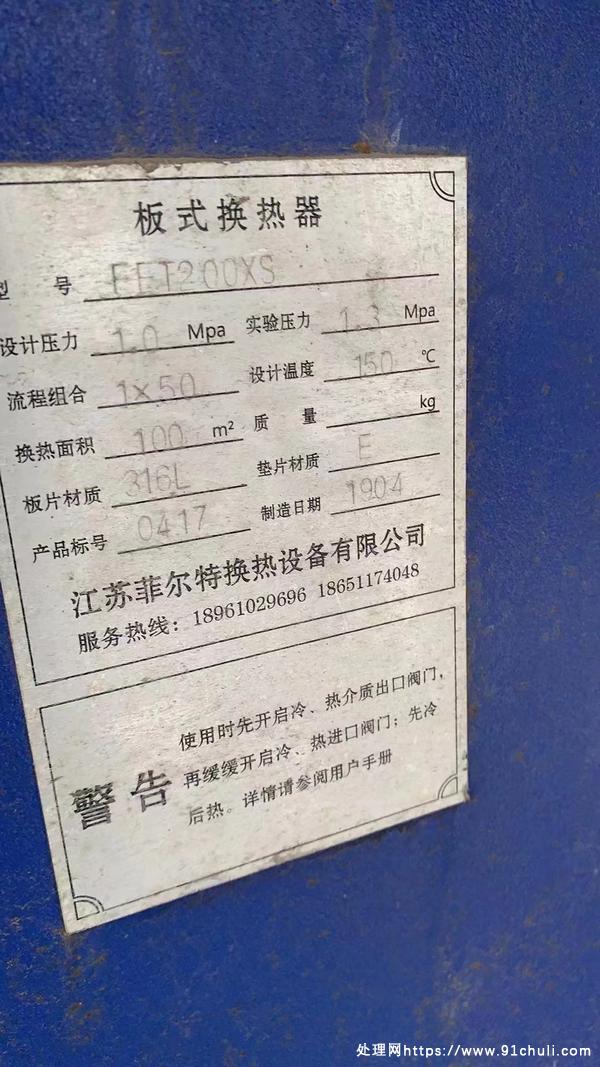 板式换热器
型 号 FET200XS
设计压力 1.0 Mpa 实验压力 1.3 Mpa
流程组合 1×50 设计温度 150 ℃
换热面积 100 m² 质 量 kg
板片材质 316L 垫片材质 E
产品标号 0417 制造日期 1904
江苏菲尔特换热设备有限公司
服务热线：18961029696 18651174048
警告
使用时先开启冷、热介质出口阀门，
再缓缓开启冷、热进口阀门；先冷
后热。详情请参阅用户手册
处理网https://www.91chuli.com